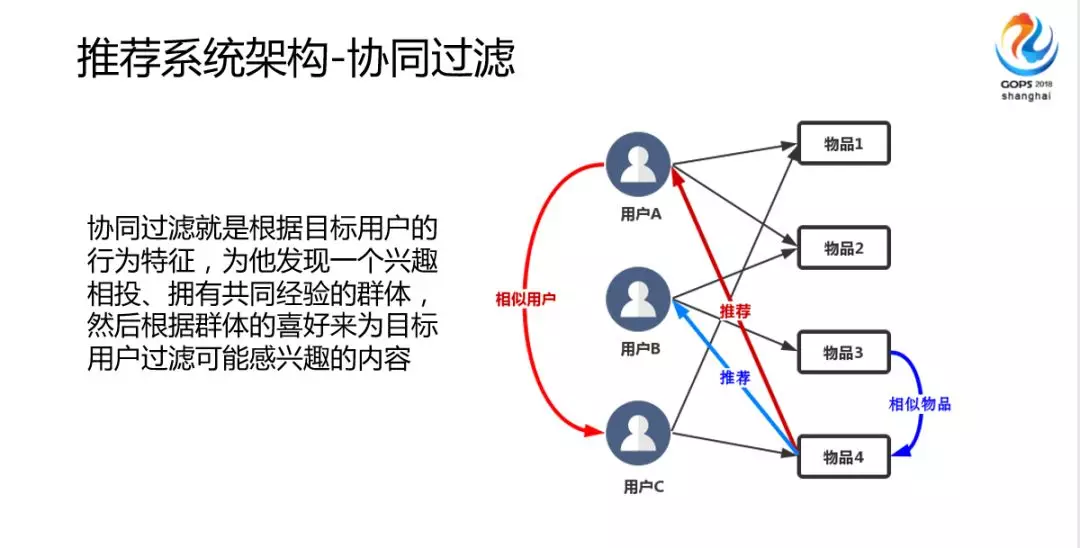 推荐系统架构-协同过滤
GOPS 2018
shanghai
协同过滤就是根据目标用户的
行为特征，为他发现一个兴趣
相投、拥有共同经验的群体，
然后根据群体的喜好来为目标
用户过滤可能感兴趣的内容
物品1
用户A
物品2
相似用户
推荐
用户B
物品3
推荐
相似物品
物品4
用户C